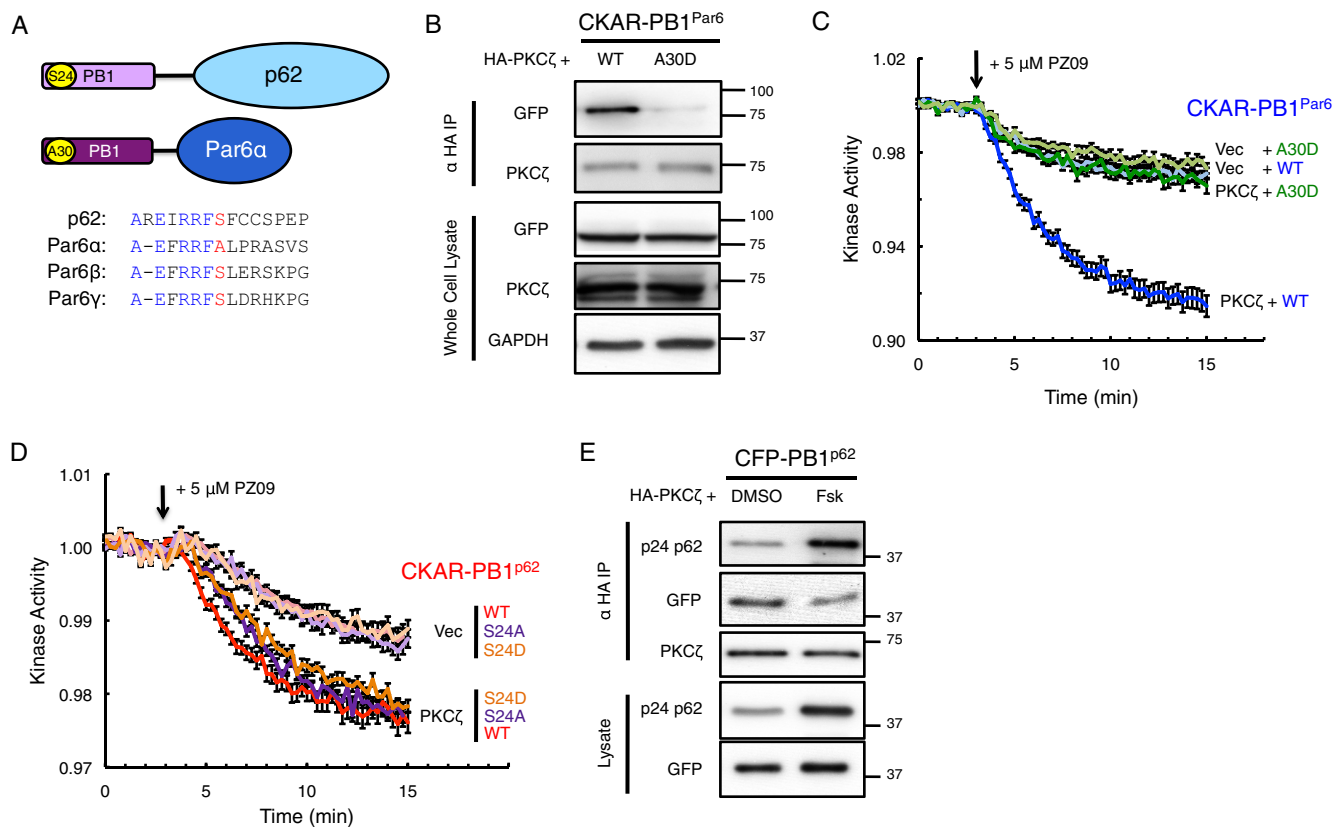 A
S24 PB1 p62
A30 PB1 Par6α
p62: AREIRRFSFCCSPEP
Par6α: A-EFRRFALPRASVS
Par6β: A-EFRRFSLERSKPG
Par6γ: A-EFRRFSLDRHKPG
B
CKAR-PB1Par6
HA-PKCζ + WT A30D
α HA IP
GFP 100 75
PKCζ 75
Whole Cell Lysate
GFP 100 75
PKCζ 75
GAPDH 37
C
+ 5 μM PZ09
CKAR-PB1Par6
Kinase Activity
1.02
0.98
0.94
0.90
Vec + A30D
Vec + WT
PKCζ + A30D
PKCζ + WT
0 5 10 15
Time (min)
D
+ 5 μM PZ09
CKAR-PB1p62
Kinase Activity
1.01
1.00
0.99
0.98
0.97
Vec
WT
S24A
S24D
PKCζ
S24D
S24A
WT
0 5 10 15
Time (min)
E
CFP-PB1p62
HA-PKCζ + DMSO Fsk
α HA IP
p24 p62 37
GFP 37
PKCζ 75
Lysate
p24 p62 37
GFP 37